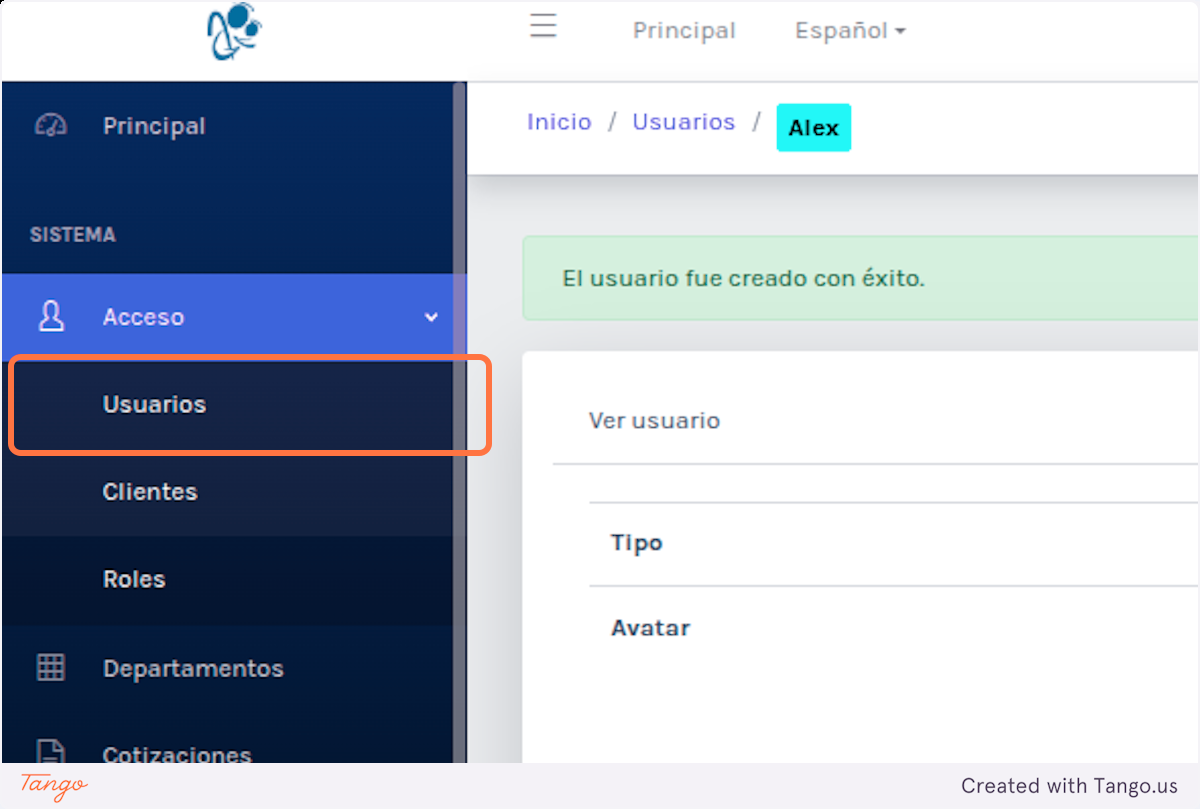 Principal Español
Principal
SISTEMA
Acceso
Usuarios
Clientes
Roles
Departamentos
Cotizaciones
Inicio / Usuarios / Alex
El usuario fue creado con éxito.
Ver usuario
Tipo
Avatar
Tango
Created with Tango.us